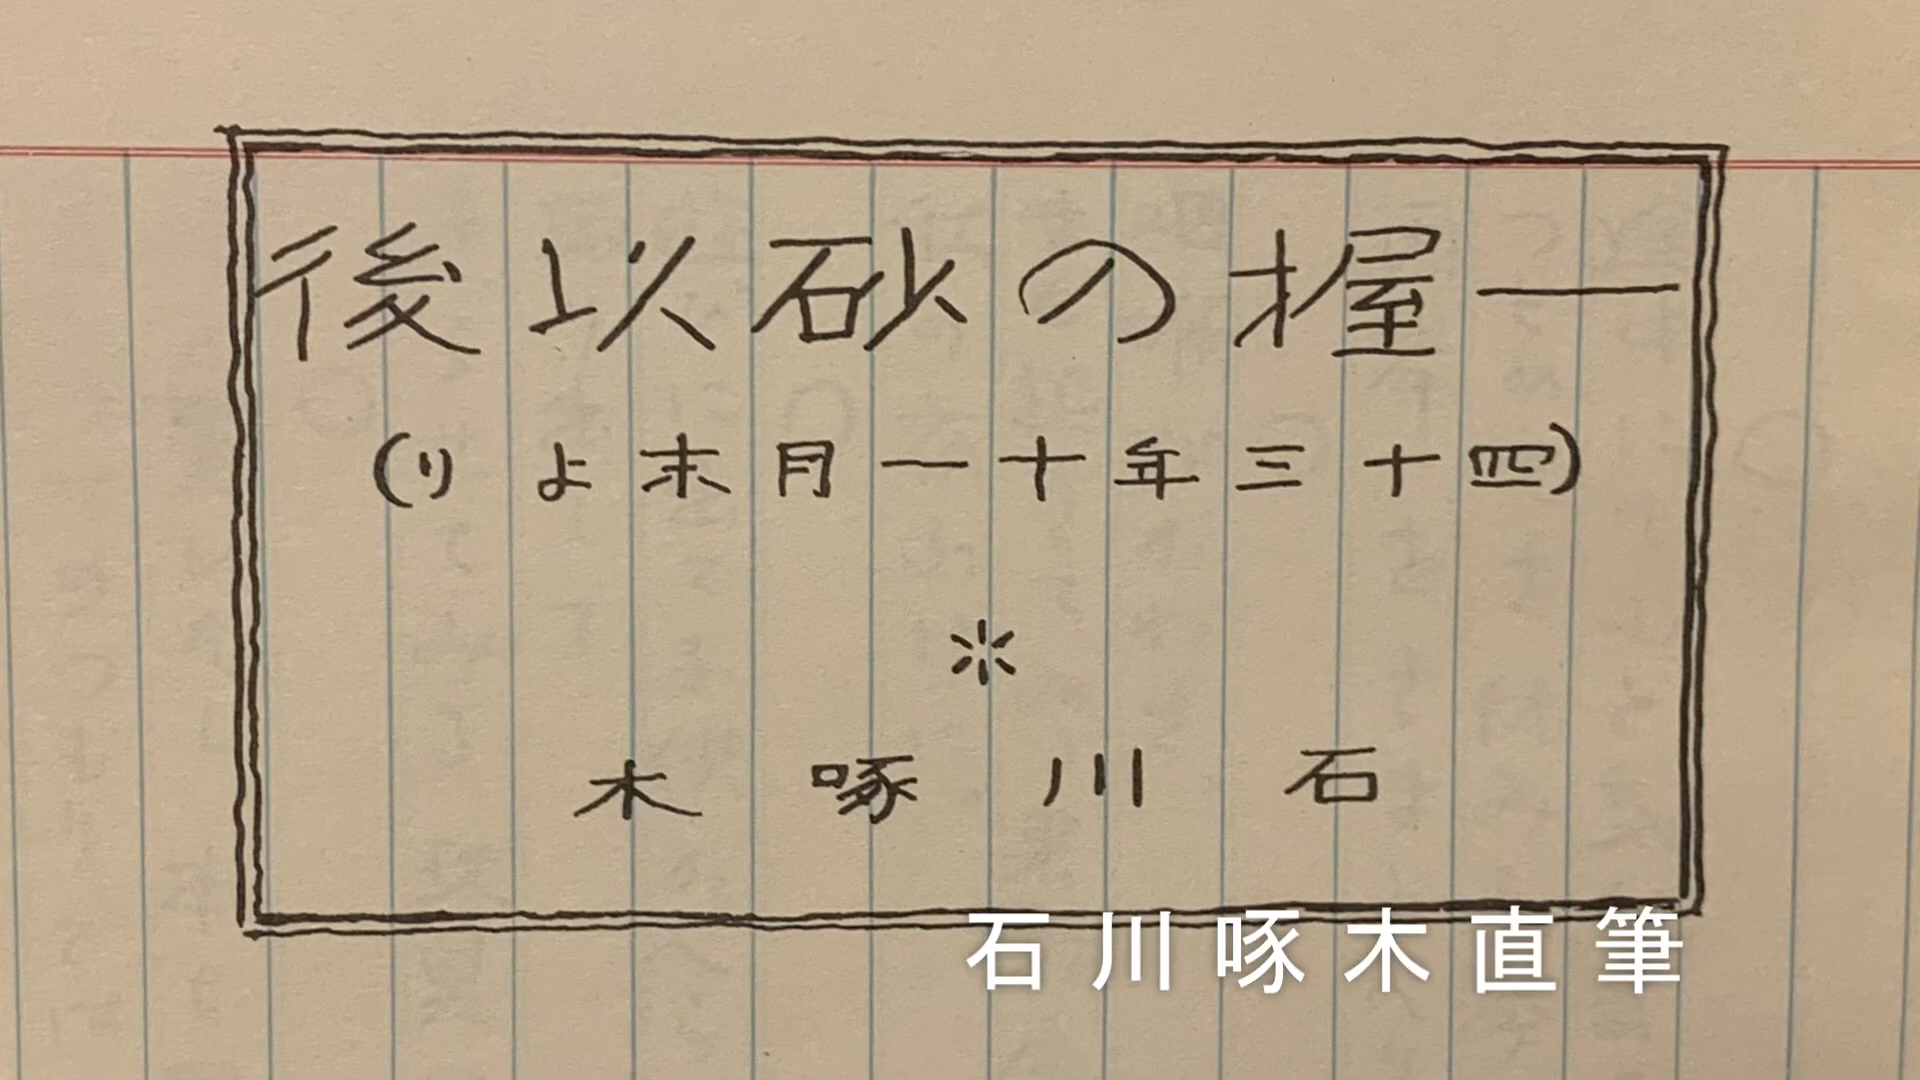 一握の砂以後
(四十三年十一月末より)
*
石川啄木
石川啄木直筆